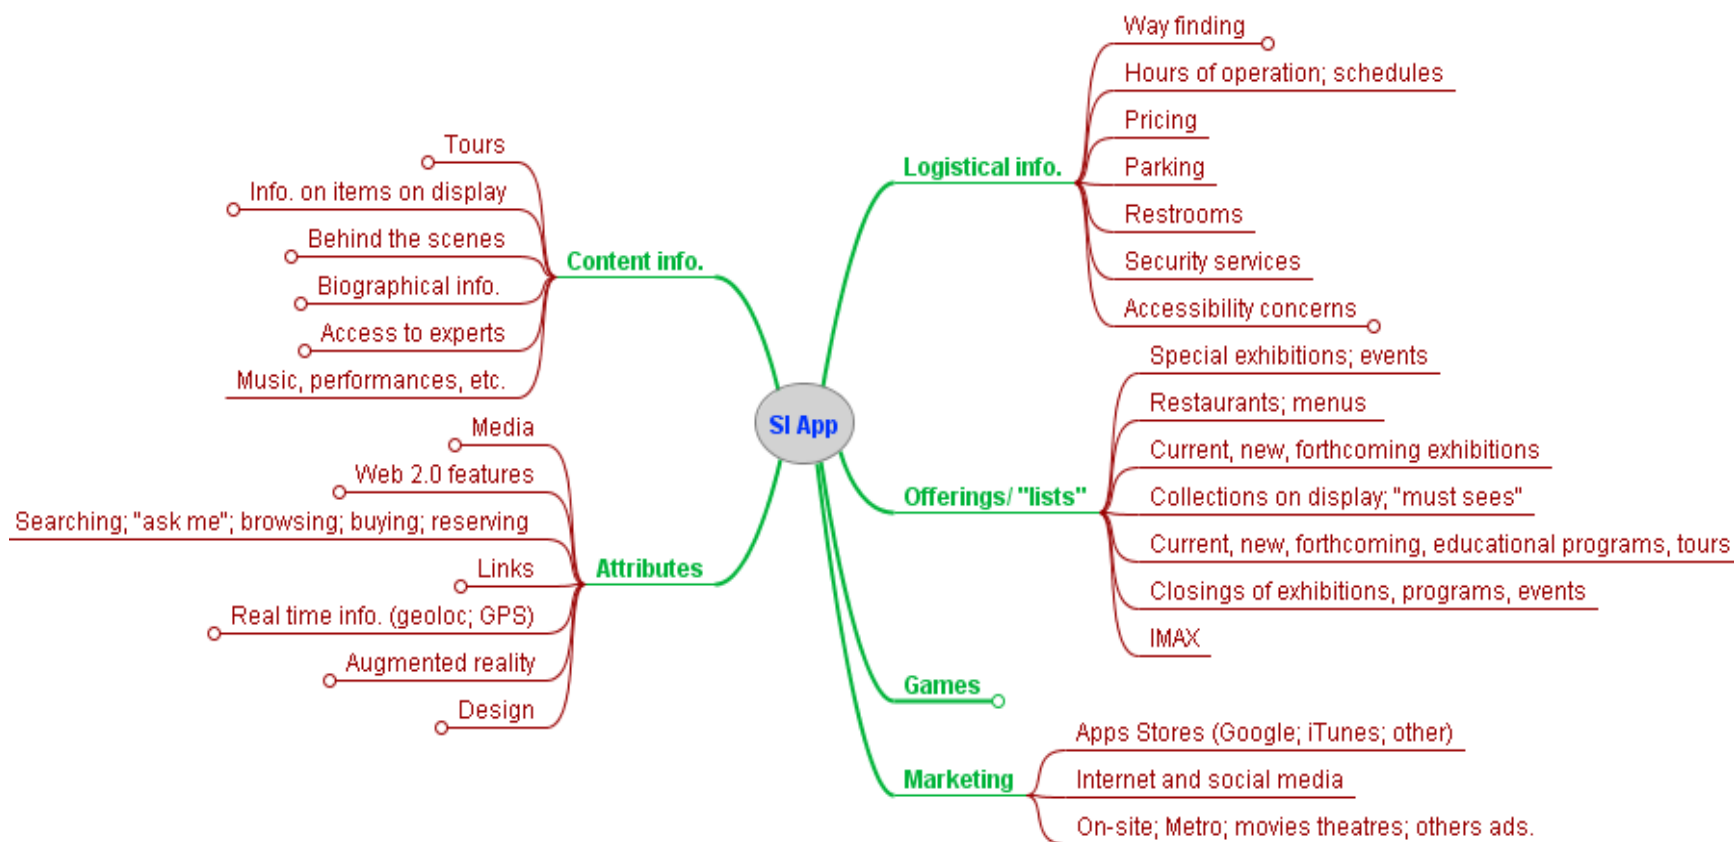 SI App
Logistical info.
Way finding
Hours of operation; schedules
Pricing
Parking
Restrooms
Security services
Accessibility concerns
Offerings/ "lists"
Special exhibitions; events
Restaurants; menus
Current, new, forthcoming exhibitions
Collections on display; "must sees"
Current, new, forthcoming, educational programs, tours
Closings of exhibitions, programs, events
IMAX
Games
Marketing
Apps Stores (Google; iTunes; other)
Internet and social media
On-site; Metro; movies theatres; others ads.
Content info.
Tours
Info. on items on display
Behind the scenes
Biographical info.
Access to experts
Music, performances, etc.
Attributes
Media
Web 2.0 features
Searching; "ask me"; browsing; buying; reserving
Links
Real time info. (geoloc; GPS)
Augmented reality
Design